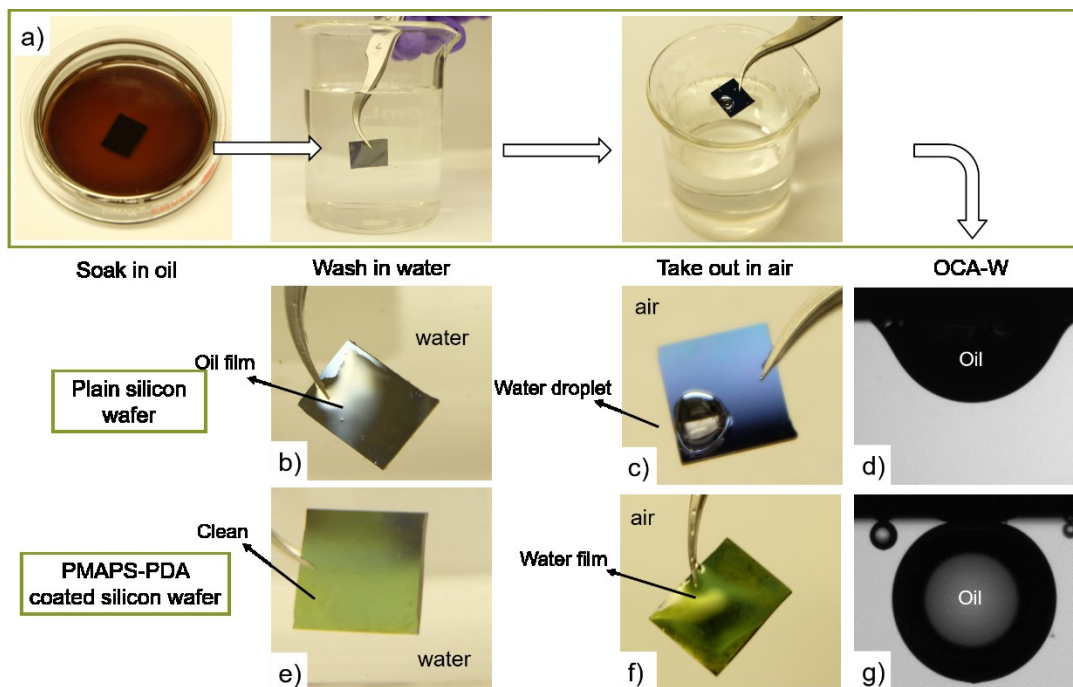 a)
Soak in oil
Wash in water
Take out in air
OCA-W
Plain silicon
wafer
Oil film
water
b)
air
Water droplet
c)
Oil
d)
PMAPS-PDA
coated silicon wafer
Clean
water
e)
air
Water film
f)
Oil
g)